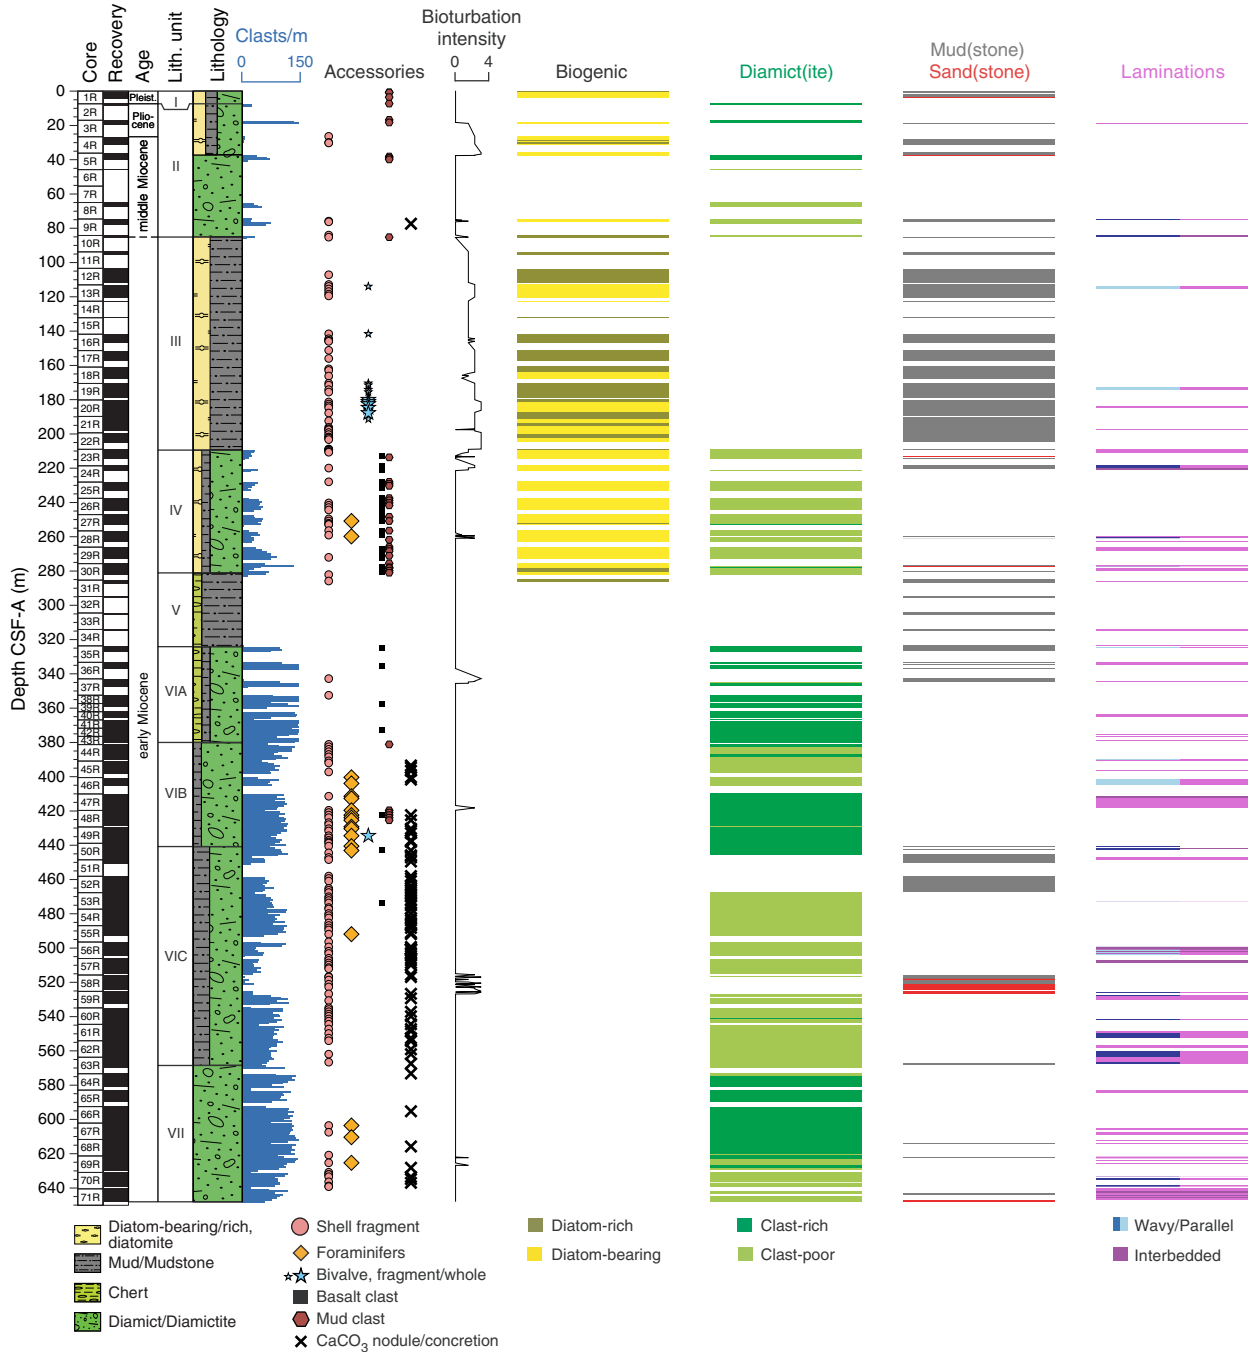 Core
Recovery
Age
Lith. unit
Lithology
Clasts/m
0 150
Accessories
Bioturbation
intensity
0 4
Biogenic
Diamict(ite)
Mud(stone)
Sand(stone)
Laminations
Depth CSF-A (m)
0
20
40
60
80
100
120
140
160
180
200
220
240
260
280
300
320
340
360
380
400
420
440
460
480
500
520
540
560
580
600
620
640
1R
2R
3R
4R
5R
6R
7R
8R
9R
10R
11R
12R
13R
14R
15R
16R
17R
18R
19R
20R
21R
22R
23R
24R
25R
26R
27R
28R
29R
30R
31R
32R
33R
34R
35R
36R
37R
38R
39R
40R
41R
42R
43R
44R
45R
46R
47R
48R
49R
50R
51R
52R
53R
54R
55R
56R
57R
58R
59R
60R
61R
62R
63R
64R
65R
66R
67R
68R
69R
70R
71R
Pleist.
Plio-
cene
middle Miocene
early Miocene
I
II
III
IV
V
VIA
VIB
VIC
VII
Diatom-bearing/rich,
diatomite
Mud/Mudstone
Chert
Diamict/Diamictite
Shell fragment
Foraminifers
Bivalve, fragment/whole
Basalt clast
Mud clast
CaCO3 nodule/concretion
Diatom-rich
Diatom-bearing
Clast-rich
Clast-poor
Wavy/Parallel
Interbedded